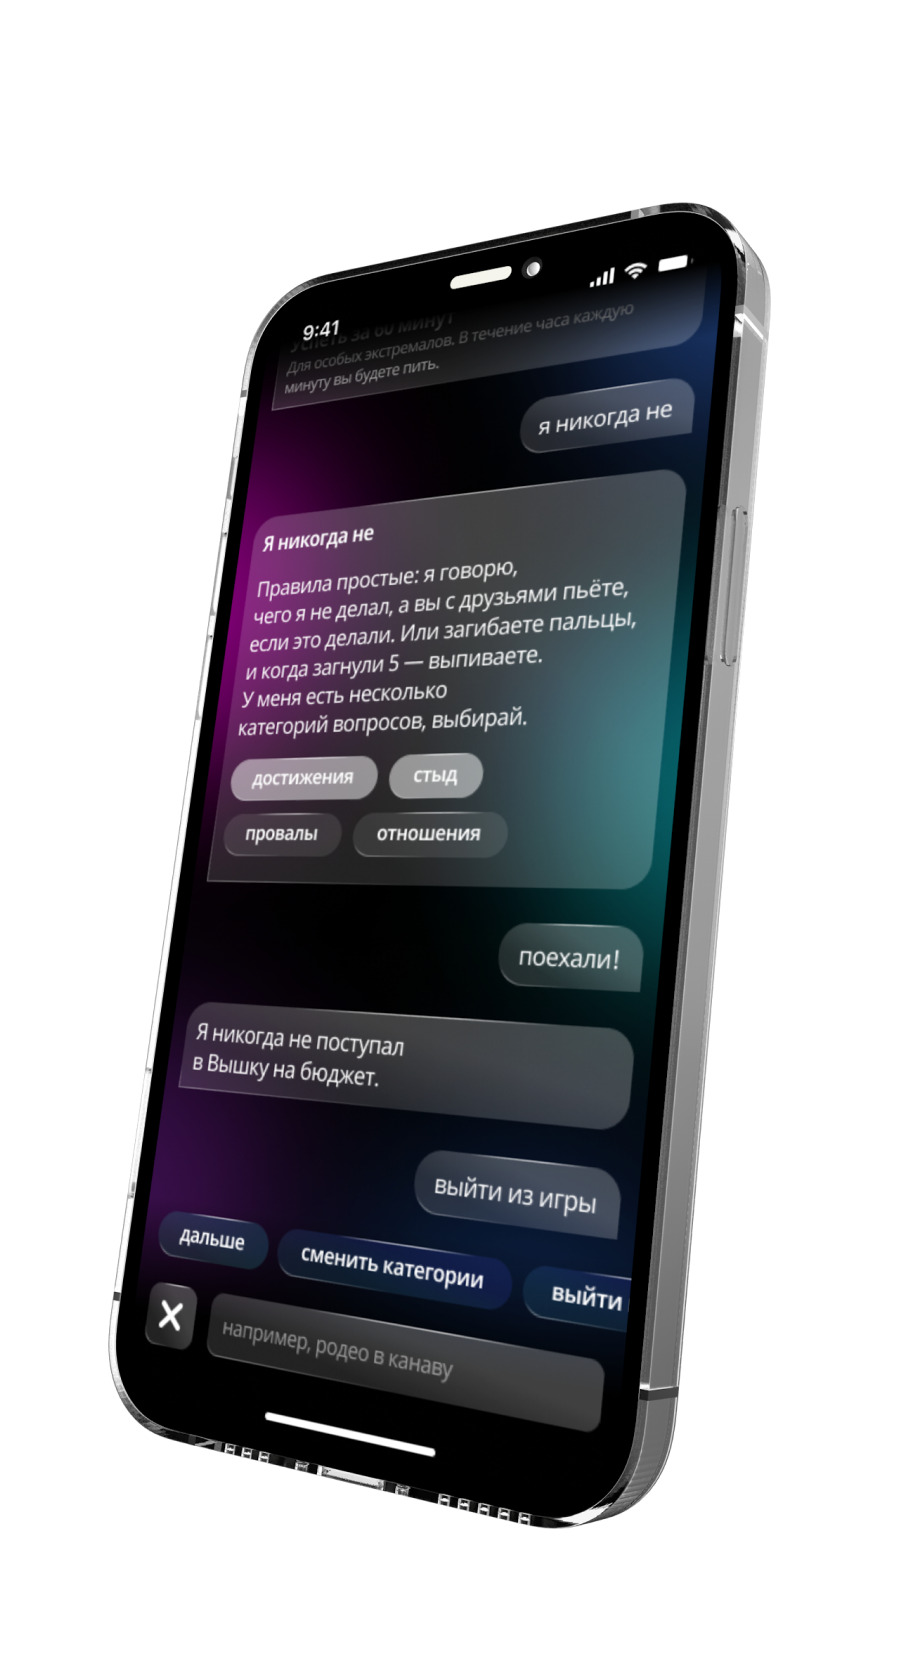 9:41
Успеть за 60 минут
Для особых экстремалов. В течение часа каждую
минуту вы будете пить.
я никогда не
Я никогда не
Правила простые: я говорю,
чего я не делал, а вы с друзьями пьёте,
если это делали. Или загибаете пальцы,
и когда загнули 5 — выпиваете.
У меня есть несколько
категорий вопросов, выбирай.
достижения стыд
провалы отношения
поехали!
Я никогда не поступал
в Вышку на бюджет.
выйти из игры
дальше сменить категории выйти
например, родео в канаву